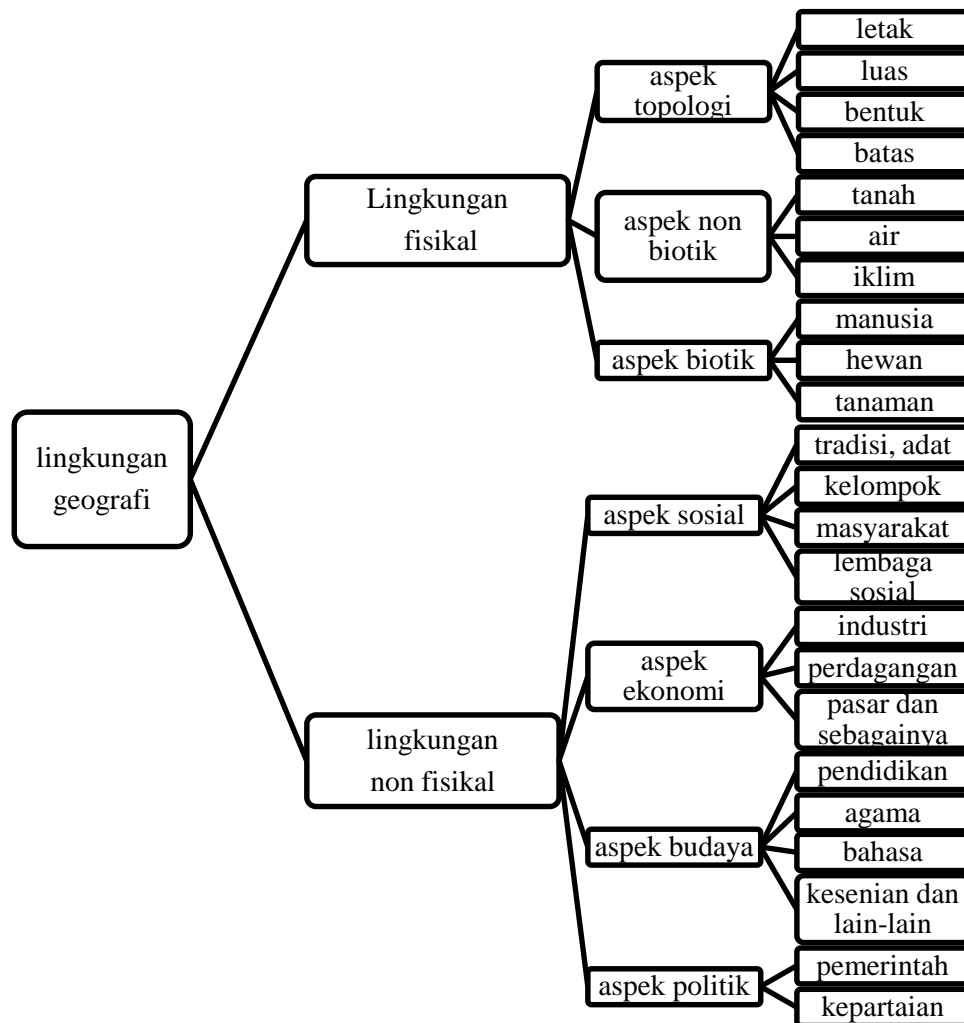 lingkungan
geografi
Lingkungan
fisikal
aspek
topologi
letak
luas
bentuk
batas
aspek non
biotik
tanah
air
iklim
aspek biotik
manusia
hewan
tanaman
lingkungan
non fisikal
aspek sosial
tradisi, adat
kelompok
masyarakat
lembaga
sosial
aspek
ekonomi
industri
perdagangan
pasar dan
sebagainya
aspek budaya
pendidikan
agama
bahasa
kesenian dan
lain-lain
aspek politik
pemerintah
kepartaian